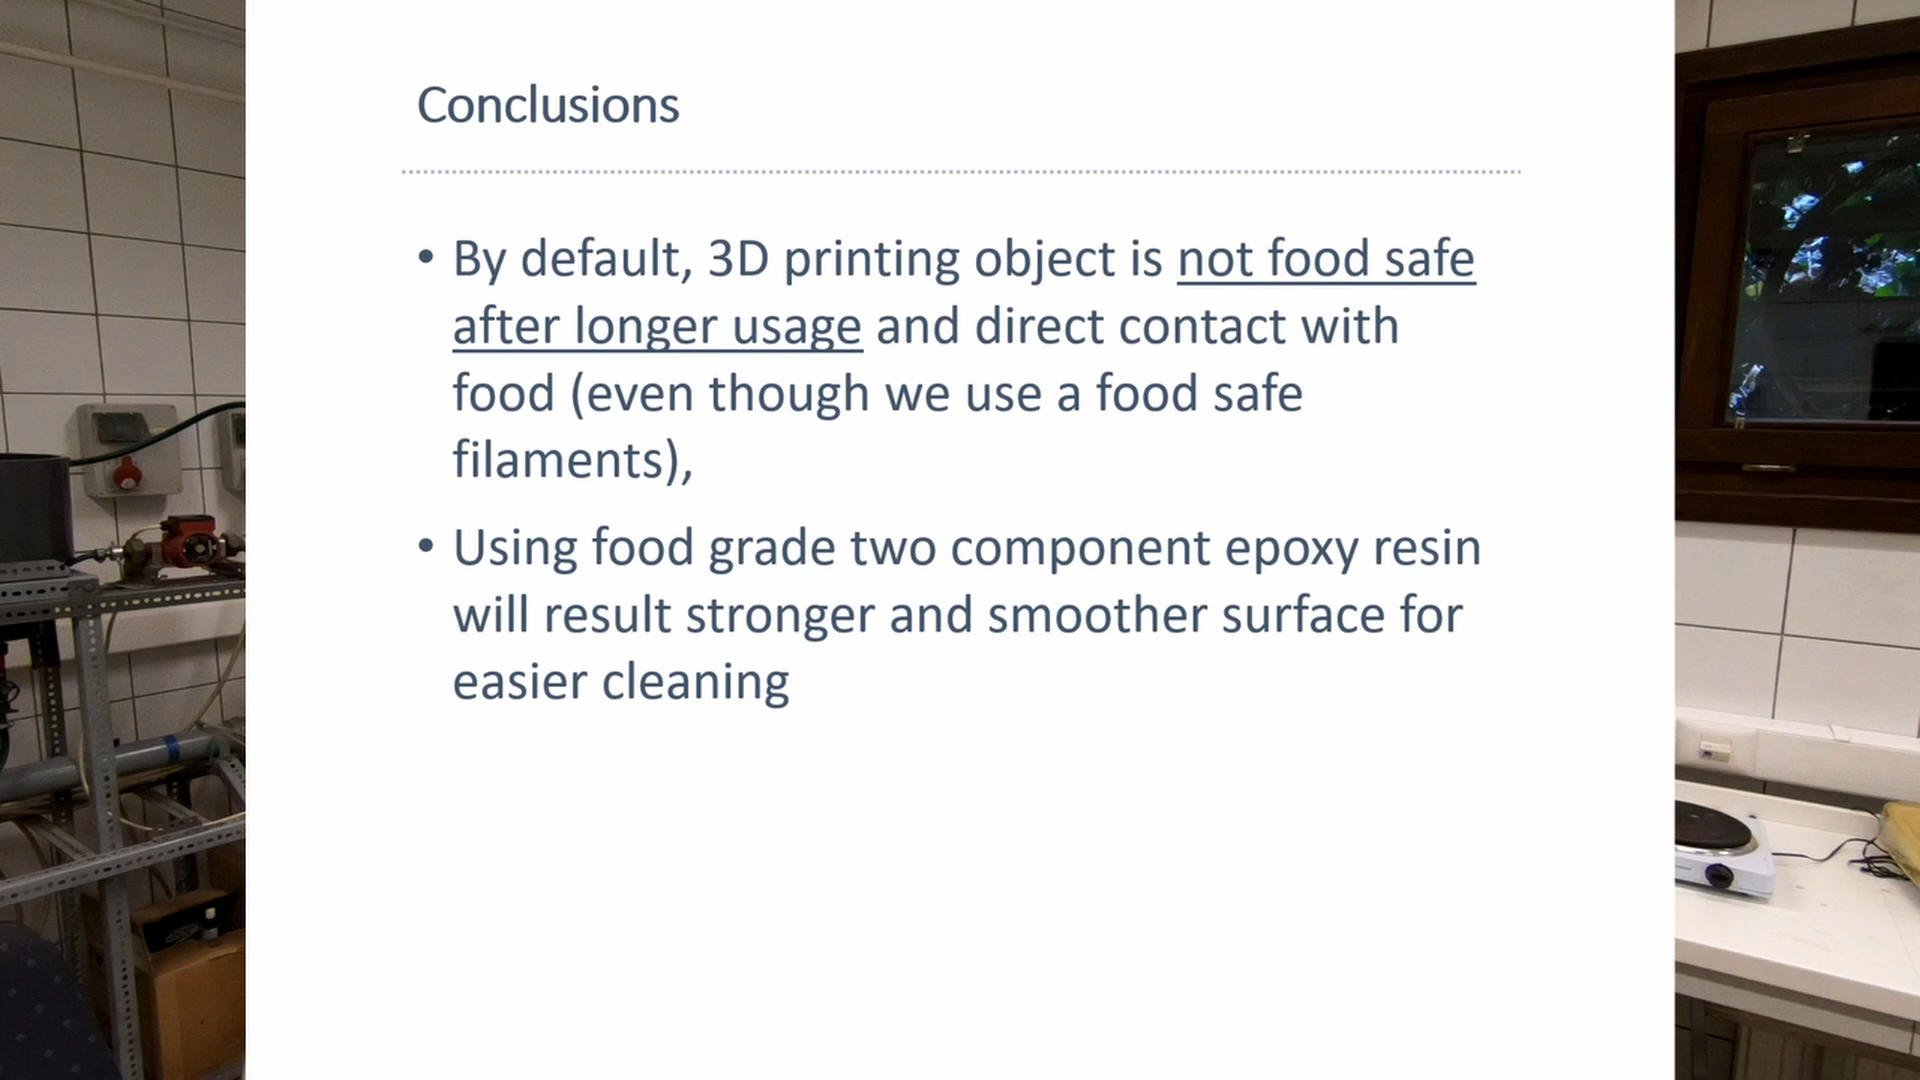 Conclusions
• By default, 3D printing object is not food safe
after longer usage and direct contact with
food (even though we use a food safe
filaments),
• Using food grade two component epoxy resin
will result stronger and smoother surface for
easier cleaning